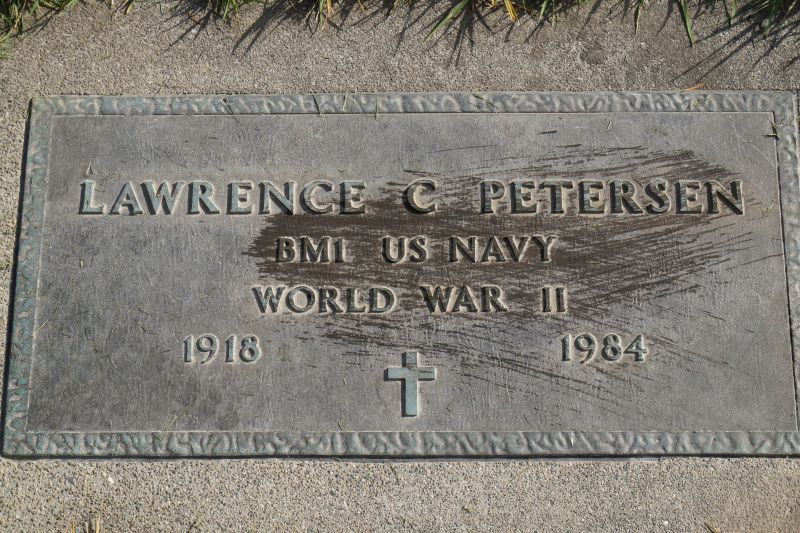 LAWRENCE C PETERSEN
BM1 US NAVY
WORLD WAR II
1918 1984